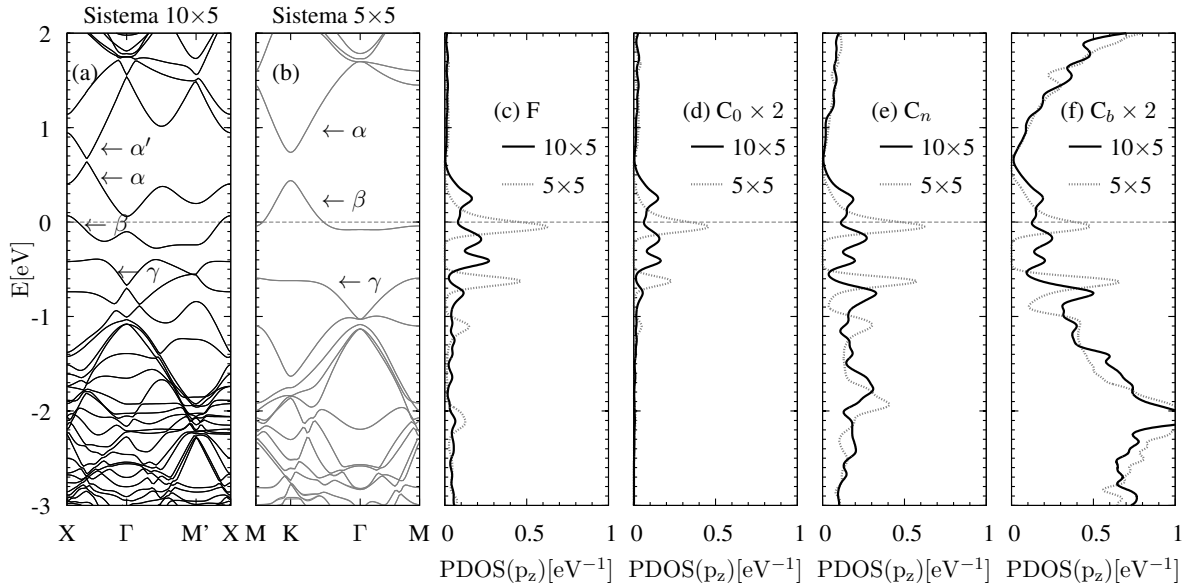 Sistema 10×5
Sistema 5×5
E[eV]
2
1
0
-1
-2
-3
(a)
← α′
← α
← β
← γ
X Γ M' X
(b)
← α
← β
← γ
M K Γ M
(c) F
10×5
5×5
0 0.5 1
PDOS(p_z)[eV⁻¹]
(d) C₀ × 2
10×5
5×5
0 0.5 1
PDOS(p_z)[eV⁻¹]
(e) Cₙ
10×5
5×5
0 0.5 1
PDOS(p_z)[eV⁻¹]
(f) C_b × 2
10×5
5×5
0 0.5 1
PDOS(p_z)[eV⁻¹]